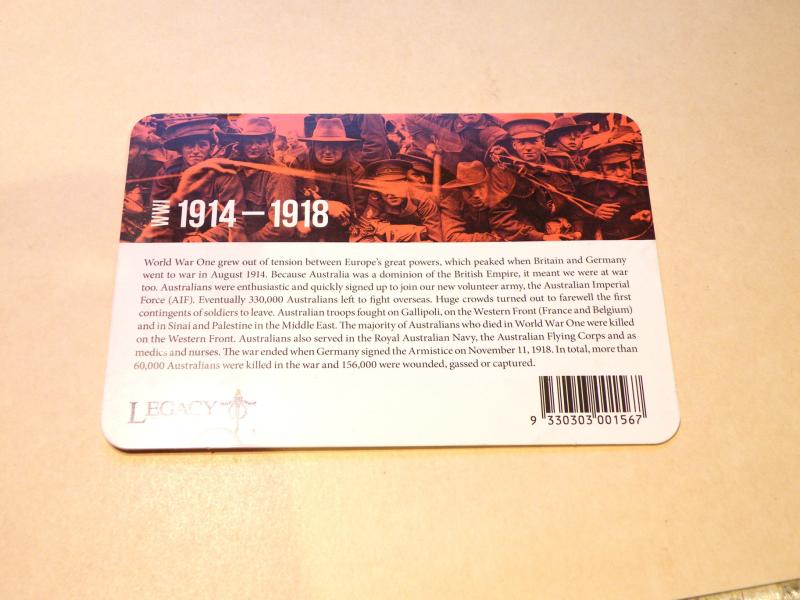 WWI 1914 – 1918
World War One grew out of tension between Europe's great powers, which peaked when Britain and Germany
went to war in August 1914. Because Australia was a dominion of the British Empire, it meant we were at war
too. Australians were enthusiastic and quickly signed up to join our new volunteer army, the Australian Imperial
Force (AIF). Eventually 330,000 Australians left to fight overseas. Huge crowds turned out to farewell the first
contingents of soldiers to leave. Australian troops fought on Gallipoli, on the Western Front (France and Belgium)
and in Sinai and Palestine in the Middle East. The majority of Australians who died in World War One were killed
on the Western Front. Australians also served in the Royal Australian Navy, the Australian Flying Corps and as
medics and nurses. The war ended when Germany signed the Armistice on November 11, 1918. In total, more than
60,000 Australians were killed in the war and 156,000 were wounded, gassed or captured.
LEGACY
9 330303 001567